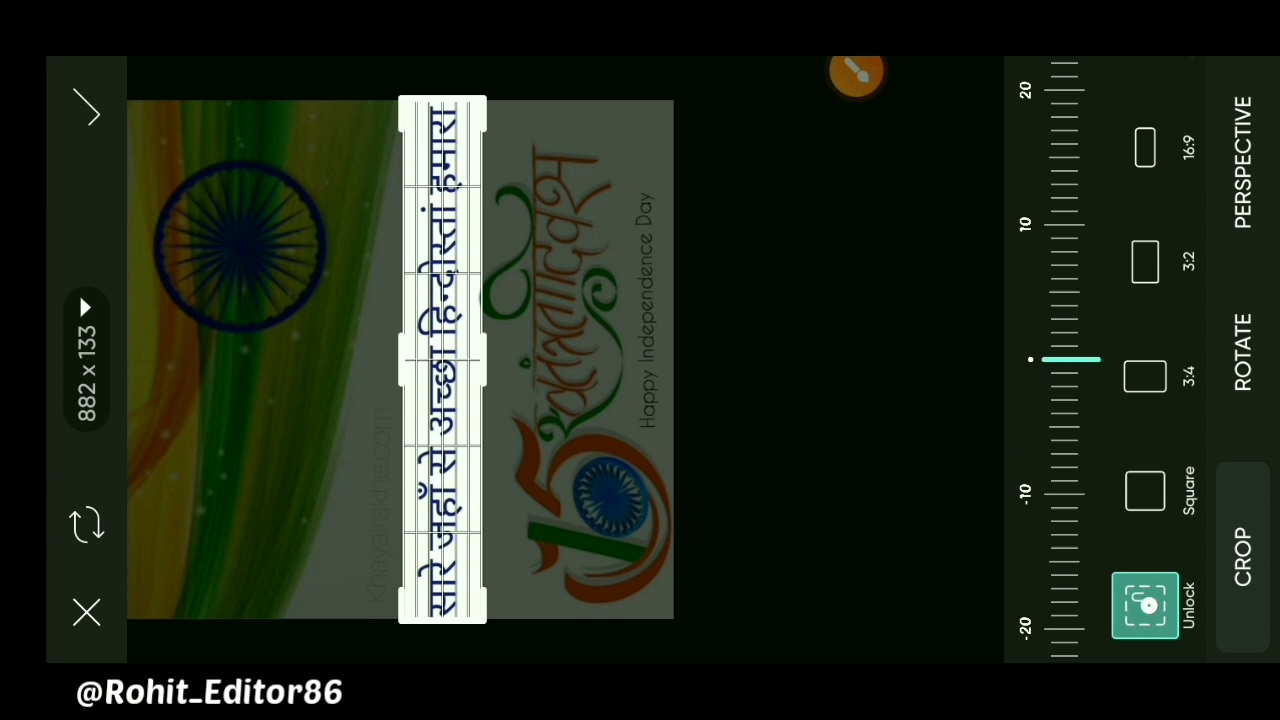 882 x 133
khayalrakhe.com
सारे जहाँ से अच्छा हिन्दोस्तां हमारा
स्वतंत्रता दिवस
Happy Independence Day
20
10
-10
-20
16:9
3:2
3:4
Square
Unlock
PERSPECTIVE
ROTATE
CROP
@Rohit_Editor86